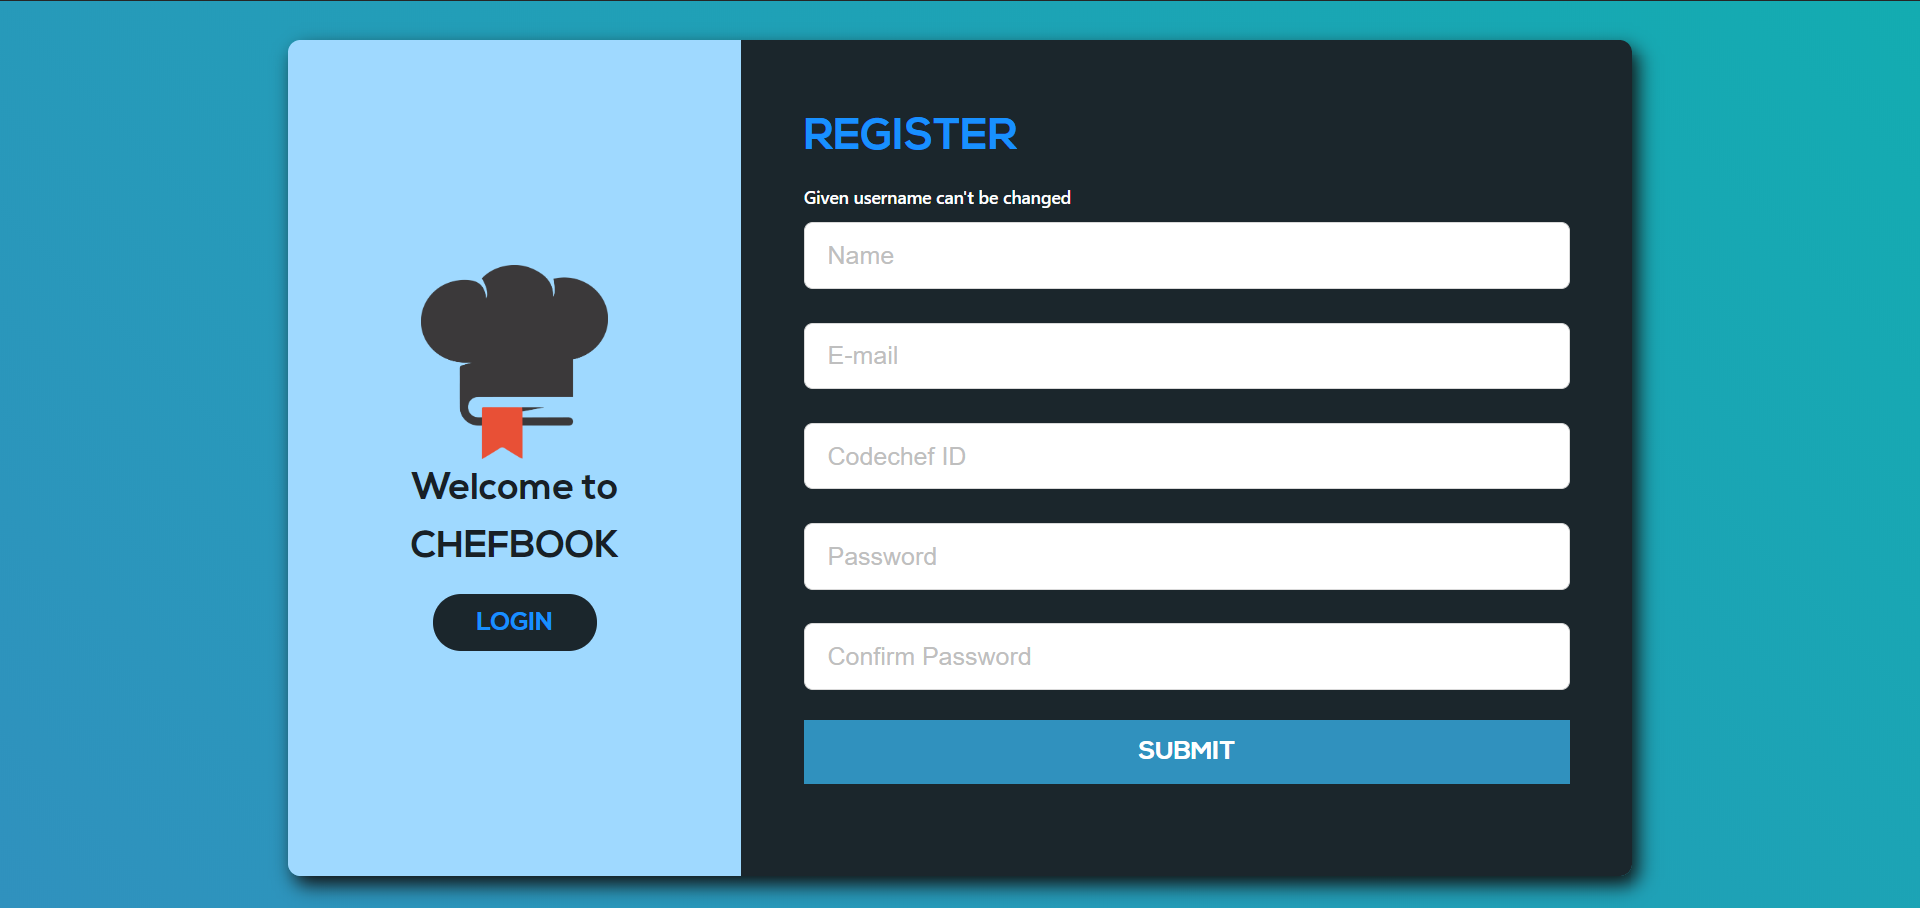 Welcome to
CHEFBOOK
LOGIN
REGISTER
Given username can't be changed
Name
E-mail
Codechef ID
Password
Confirm Password
SUBMIT